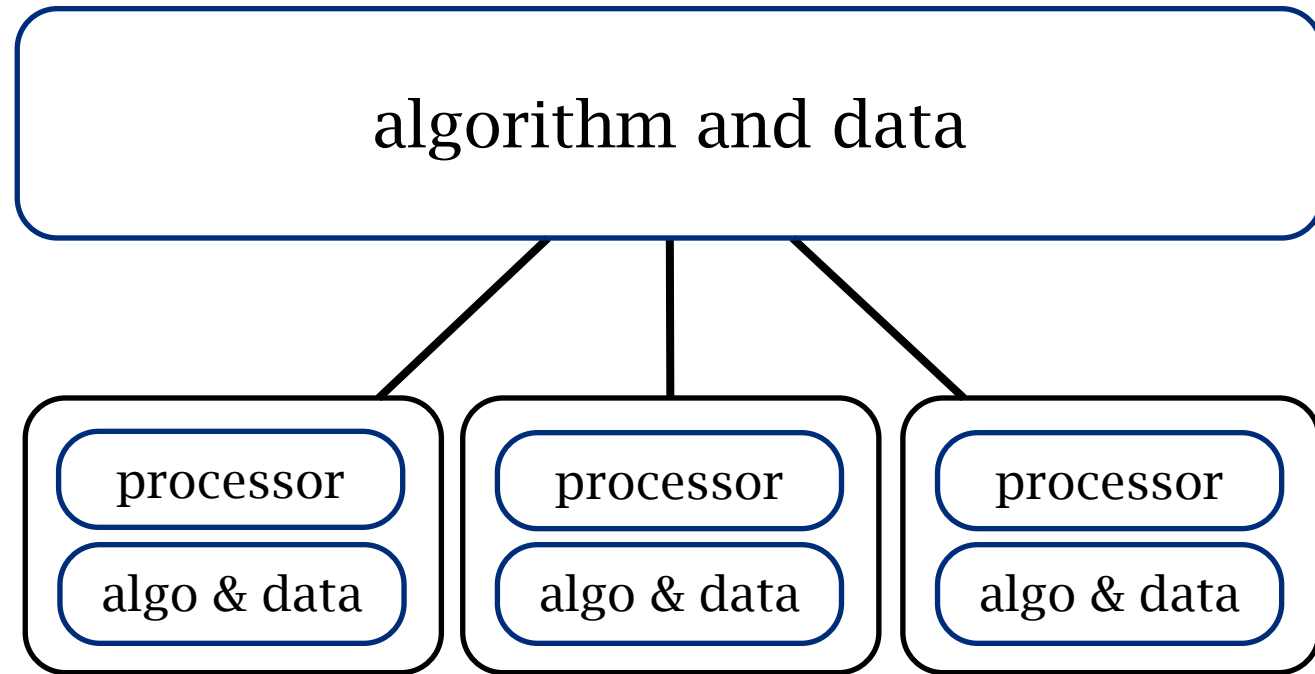 algorithm and data
processor
algo & data
processor
algo & data
processor
algo & data